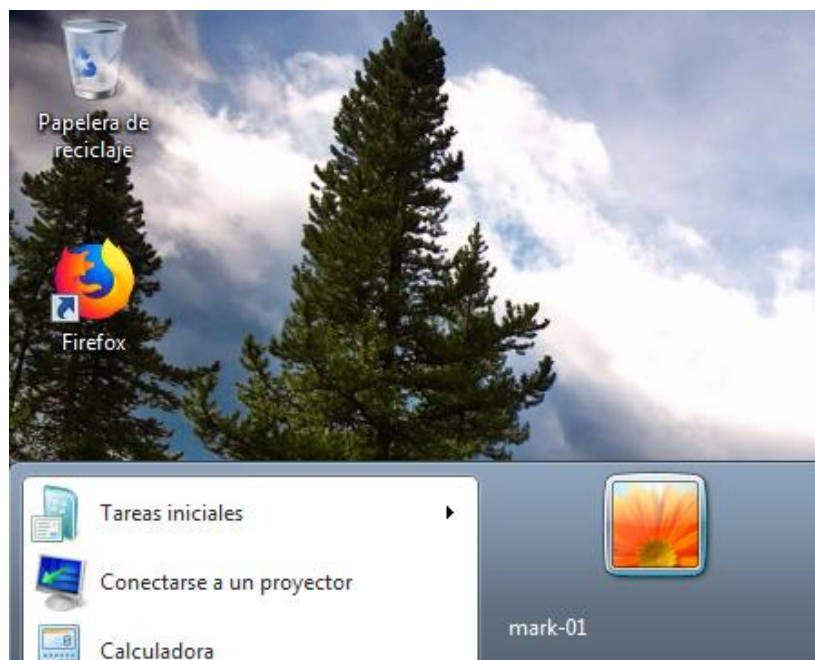 Papelera de
reciclaje
Firefox
Tareas iniciales
Conectarse a un proyector
mark-01
Calculadora